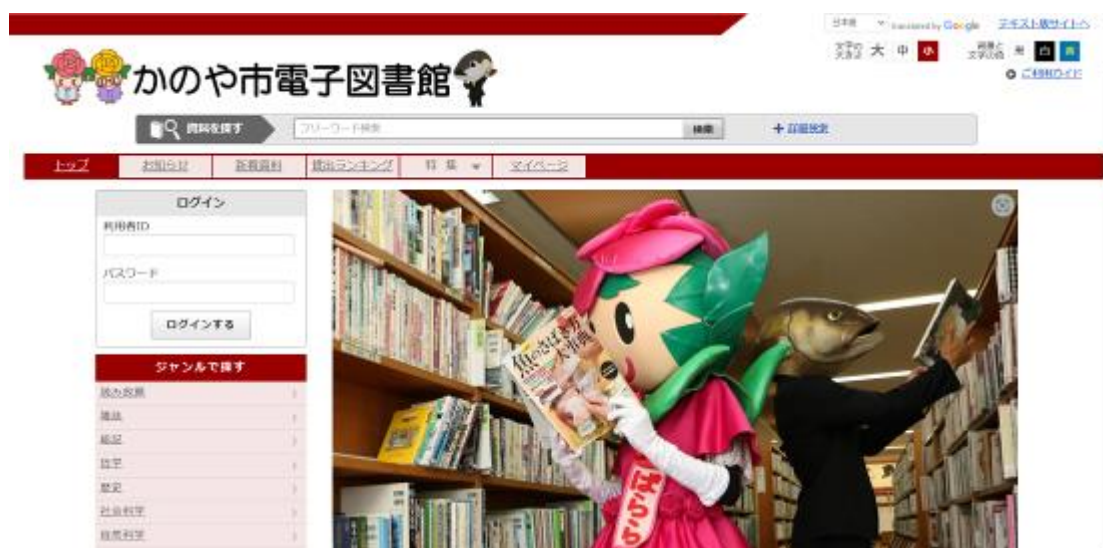 日本語 translated by Google テキスト版サイトへ
文字の大きさ 大 中 小 背景と文字の色 黒 白 青
ご利用ガイド
かのや市電子図書館
資料を探す フリーワード検索 検索 + 詳細検索
トップ お知らせ 新着資料 貸出ランキング 特集 マイページ
ログイン
利用者ID
パスワード
ログインする
ジャンルで探す
読み放題
雑誌
総記
哲学
歴史
社会科学
自然科学
魚のさばき方
大事典
ばらら